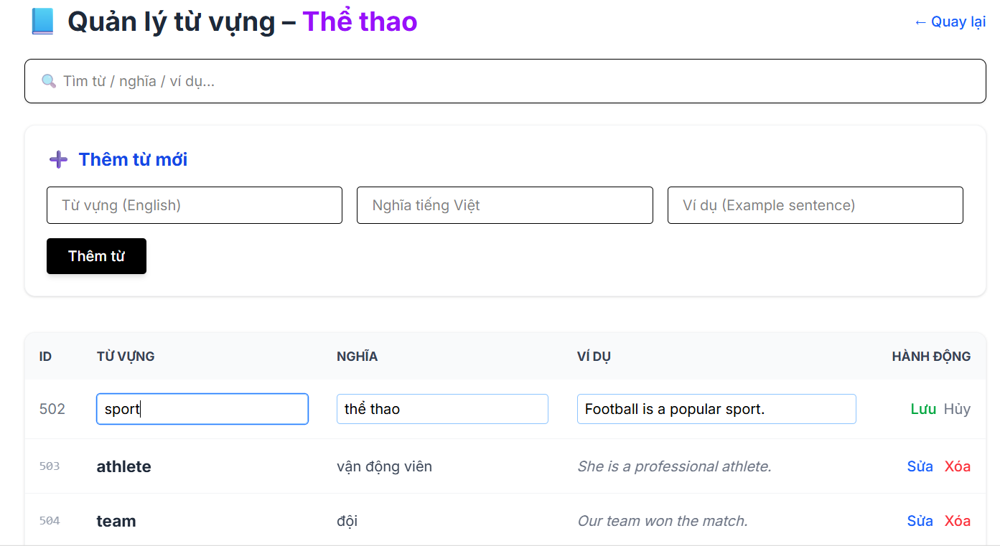 Quản lý từ vựng – Thể thao
← Quay lại
Tìm từ / nghĩa / ví dụ...
Thêm từ mới
Từ vựng (English) Nghĩa tiếng Việt Ví dụ (Example sentence)
Thêm từ
ID TỪ VỰNG NGHĨA VÍ DỤ HÀNH ĐỘNG
502 sport thể thao Football is a popular sport. Lưu Hủy
503 athlete vận động viên She is a professional athlete. Sửa Xóa
504 team đội Our team won the match. Sửa Xóa